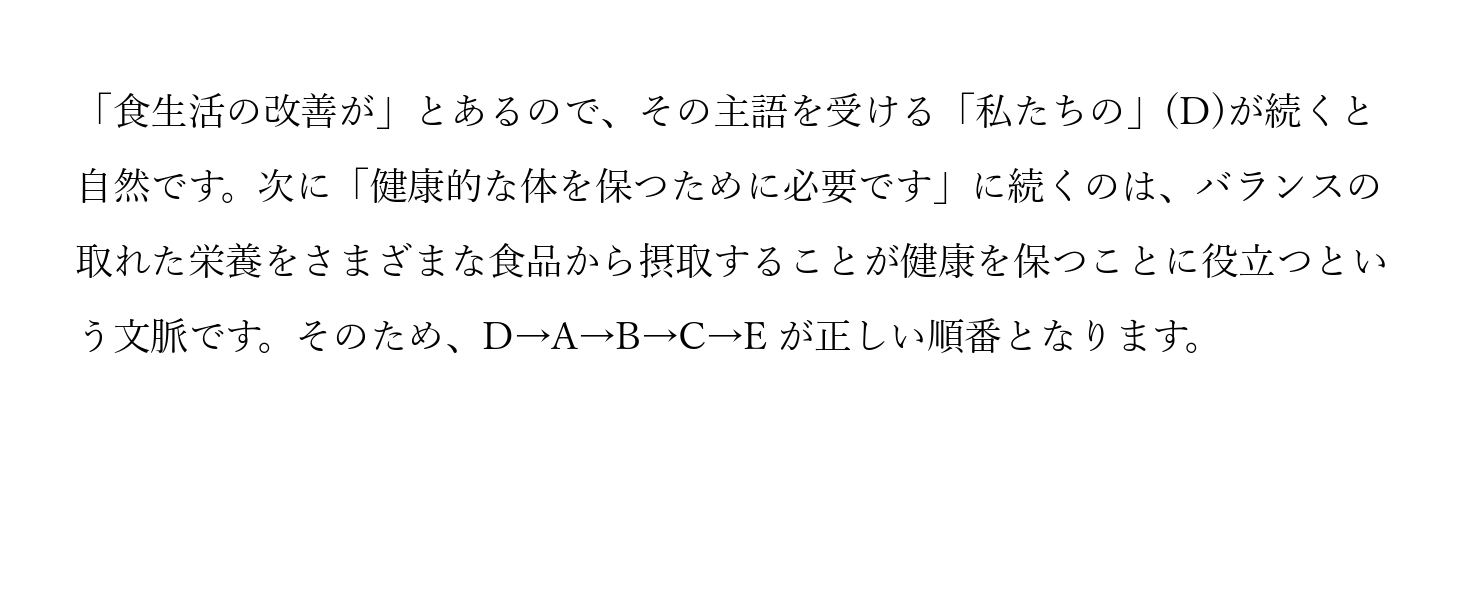 「食生活の改善が」とあるので、その主語を受ける「私たちの」(D)が続くと
自然です。次に「健康的な体を保つために必要です」に続くのは、バランスの
取れた栄養をさまざまな食品から摂取することが健康を保つことに役立つとい
う文脈です。そのため、D→A→B→C→E が正しい順番となります。